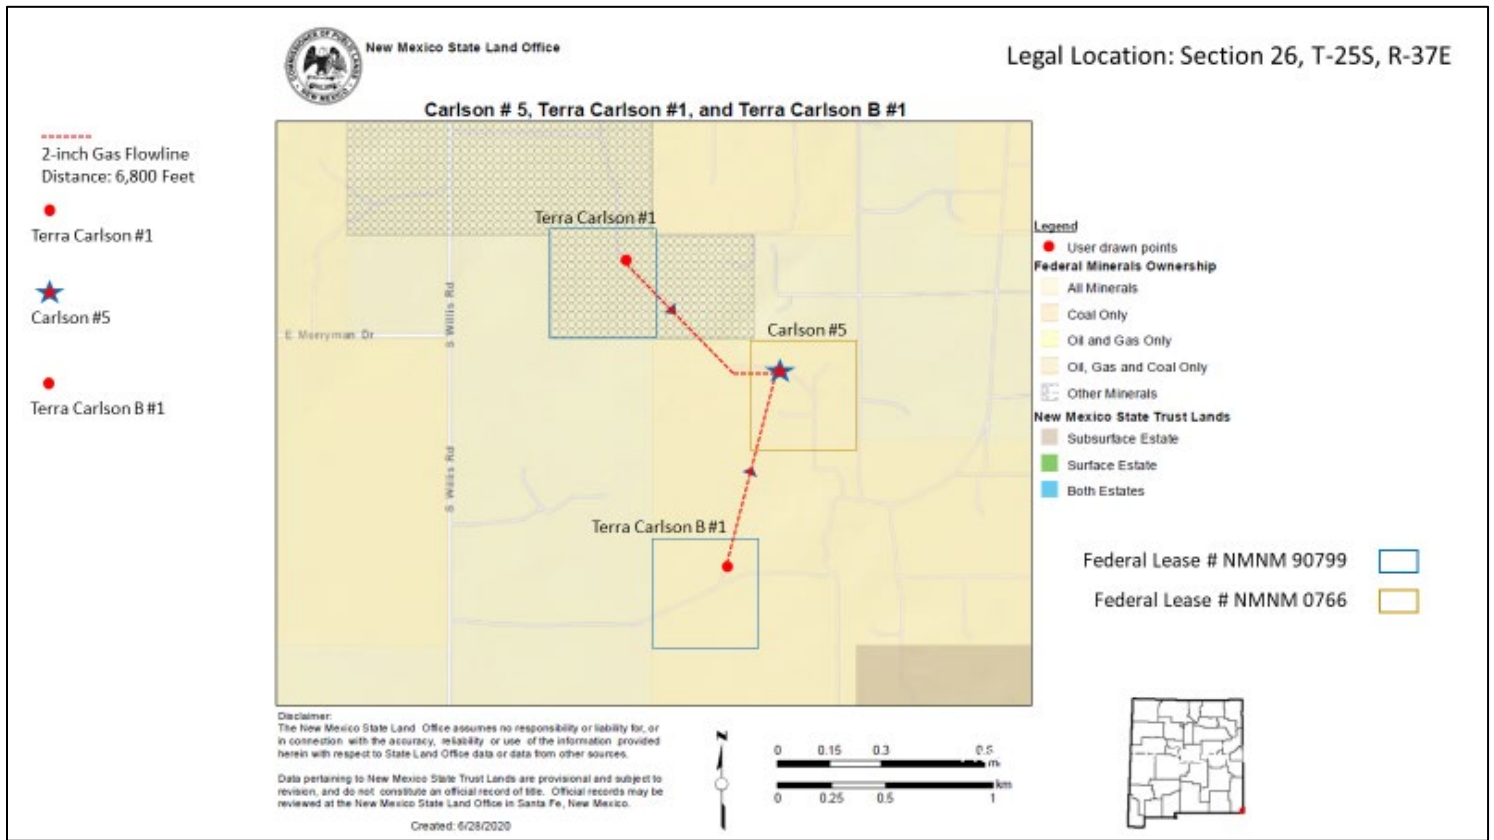 COMMISSIONER OF PUBLIC LANDS
NEW MEXICO
New Mexico State Land Office
Legal Location: Section 26, T-25S, R-37E
Carlson # 5, Terra Carlson #1, and Terra Carlson B #1
2-inch Gas Flowline
Distance: 6,800 Feet
Terra Carlson #1
Carlson #5
Terra Carlson B #1
Terra Carlson #1
S Willis Rd
E Merryman Dr
Carlson #5
S Willis Rd
Terra Carlson B #1
Legend
User drawn points
Federal Minerals Ownership
All Minerals
Coal Only
Oil and Gas Only
Oil, Gas and Coal Only
Other Minerals
New Mexico State Trust Lands
Subsurface Estate
Surface Estate
Both Estates
Federal Lease # NMNM 90799
Federal Lease # NMNM 0766
Disclaimer:
The New Mexico State Land Office assumes no responsibility or liability for, or
in connection with the accuracy, reliability or use of the information provided
herein with respect to State Land Office data or data from other sources.
Data pertaining to New Mexico State Trust Lands are provisional and subject to
revision, and do not constitute an official record of title. Official records may be
reviewed at the New Mexico State Land Office in Santa Fe, New Mexico.
Created: 6/28/2020
N
0 0.15 0.3
mi
km
0 0.25 0.5 1